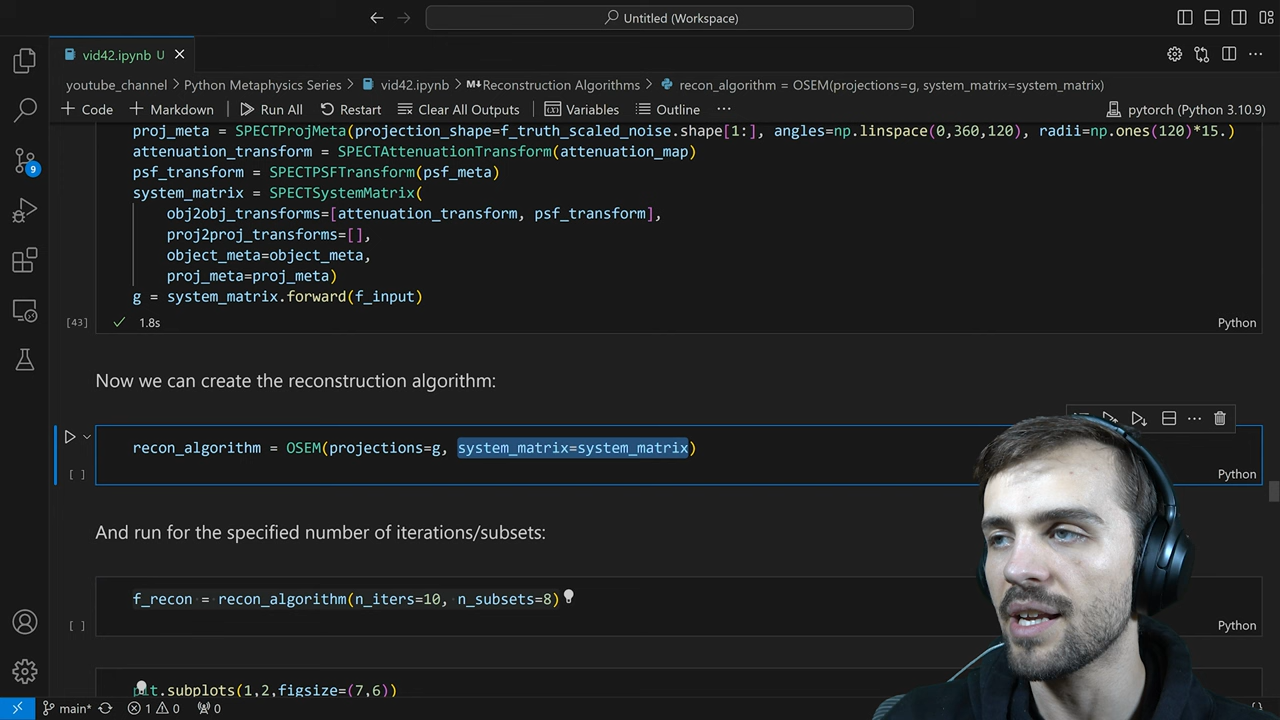 Untitled (Workspace)
vid42.ipynb U
youtube_channel > Python Metaphysics Series > vid42.ipynb > M↓Reconstruction Algorithms > recon_algorithm = OSEM(projections=g, system_matrix=system_matrix)
+ Code + Markdown Run All Restart Clear All Outputs Variables Outline ... pytorch (Python 3.10.9)
proj_meta = SPECTProjMeta(projection_shape=f_truth_scaled_noise.shape[1:], angles=np.linspace(0,360,120), radii=np.ones(120)*15.)
attenuation_transform = SPECTAttenuationTransform(attenuation_map)
psf_transform = SPECTPSFTransform(psf_meta)
system_matrix = SPECTSystemMatrix(
obj2obj_transforms=[attenuation_transform, psf_transform],
proj2proj_transforms=[],
object_meta=object_meta,
proj_meta=proj_meta)
g = system_matrix.forward(f_input)
[43] 1.8s Python
Now we can create the reconstruction algorithm:
recon_algorithm = OSEM(projections=g, system_matrix=system_matrix)
[ ] Python
And run for the specified number of iterations/subsets:
f_recon = recon_algorithm(n_iters=10, n_subsets=8)
[ ] Python
plt.subplots(1,2,figsize=(7,6))
9
main* 1 0 0